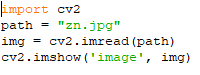 import cv2
path = "zn.jpg"
img = cv2.imread(path)
cv2.imshow('image', img)